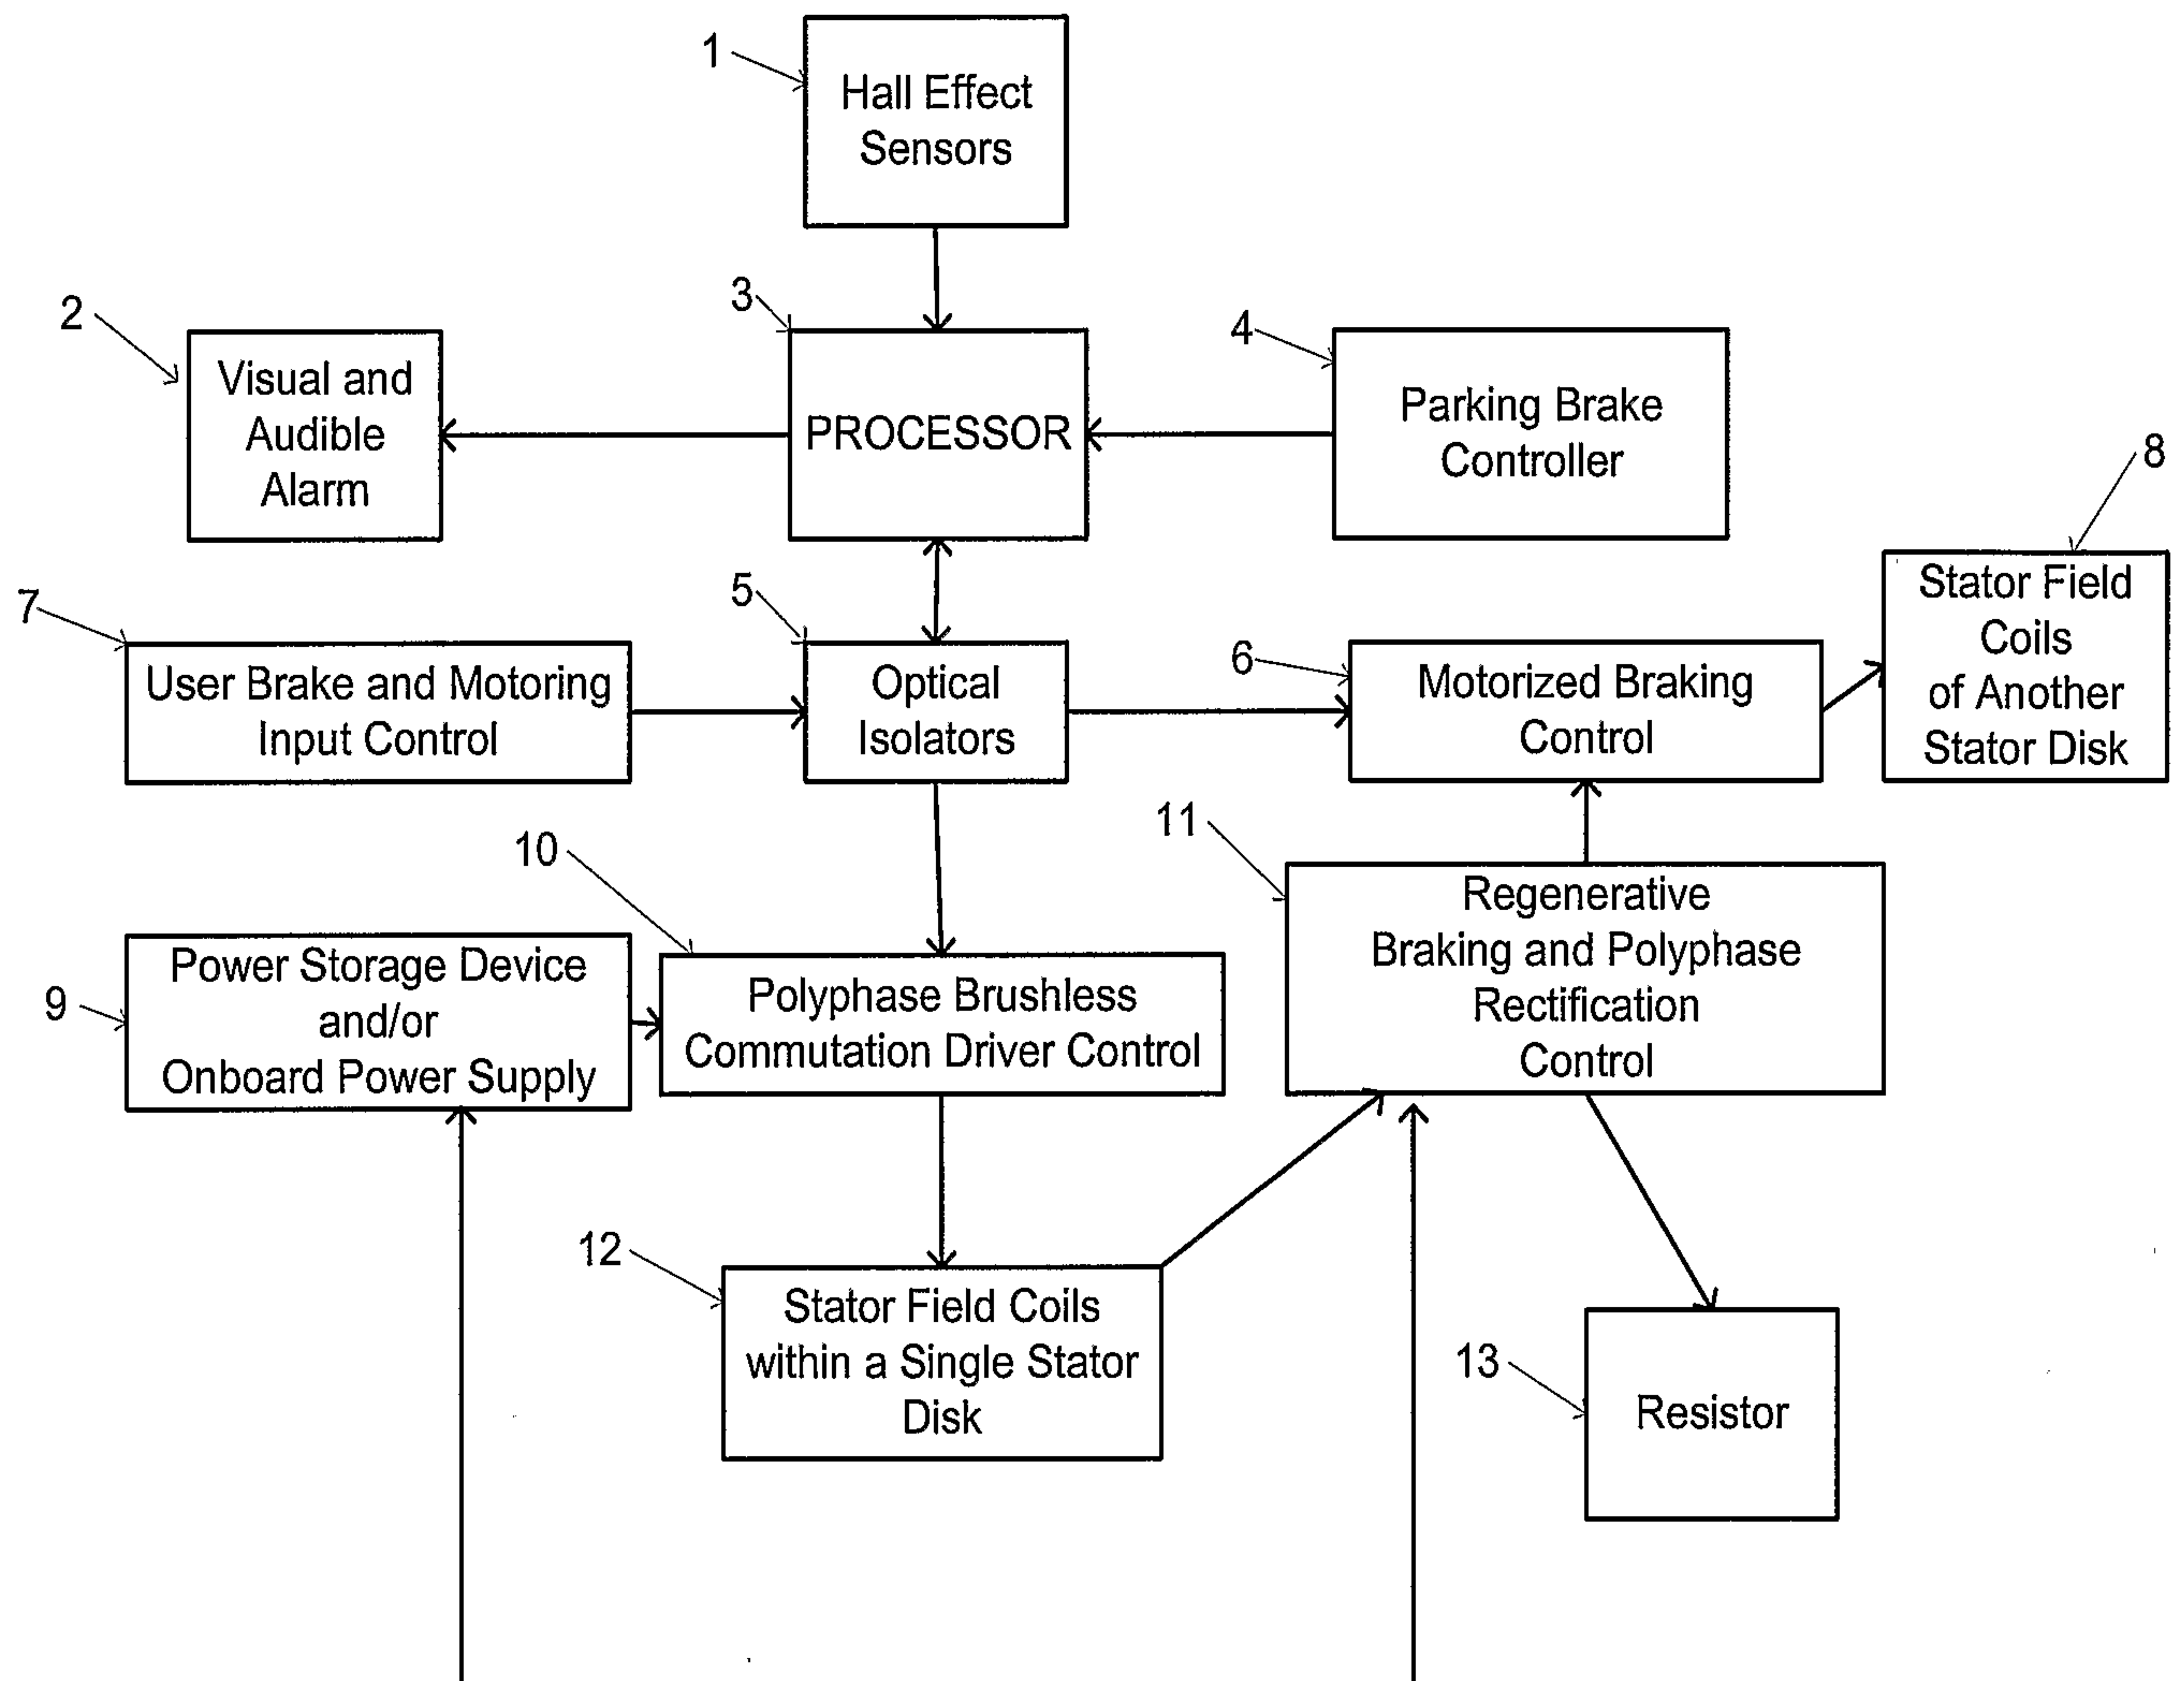 1
Hall Effect
Sensors
2
Visual and
Audible
Alarm
3
PROCESSOR
4
Parking Brake
Controller
7
User Brake and Motoring
Input Control
5
Optical
Isolators
6
Motorized Braking
Control
8
Stator Field
Coils
of Another
Stator Disk
9
Power Storage Device
and/or
Onboard Power Supply
10
Polyphase Brushless
Commutation Driver Control
11
Regenerative
Braking and Polyphase
Rectification
Control
12
Stator Field Coils
within a Single Stator
Disk
13
Resistor